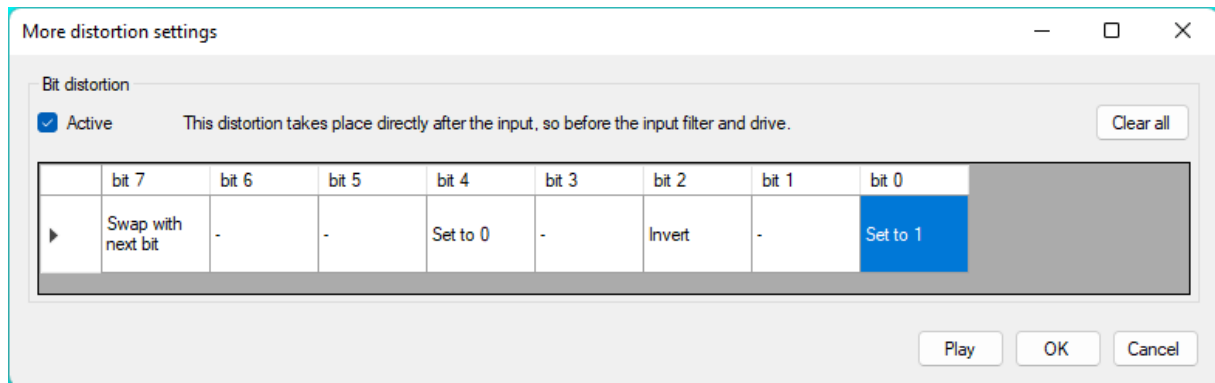 More distortion settings
Bit distortion
Active This distortion takes place directly after the input, so before the input filter and drive. Clear all
bit 7 bit 6 bit 5 bit 4 bit 3 bit 2 bit 1 bit 0
Swap with
next bit - - Set to 0 - Invert - Set to 1
Play OK Cancel